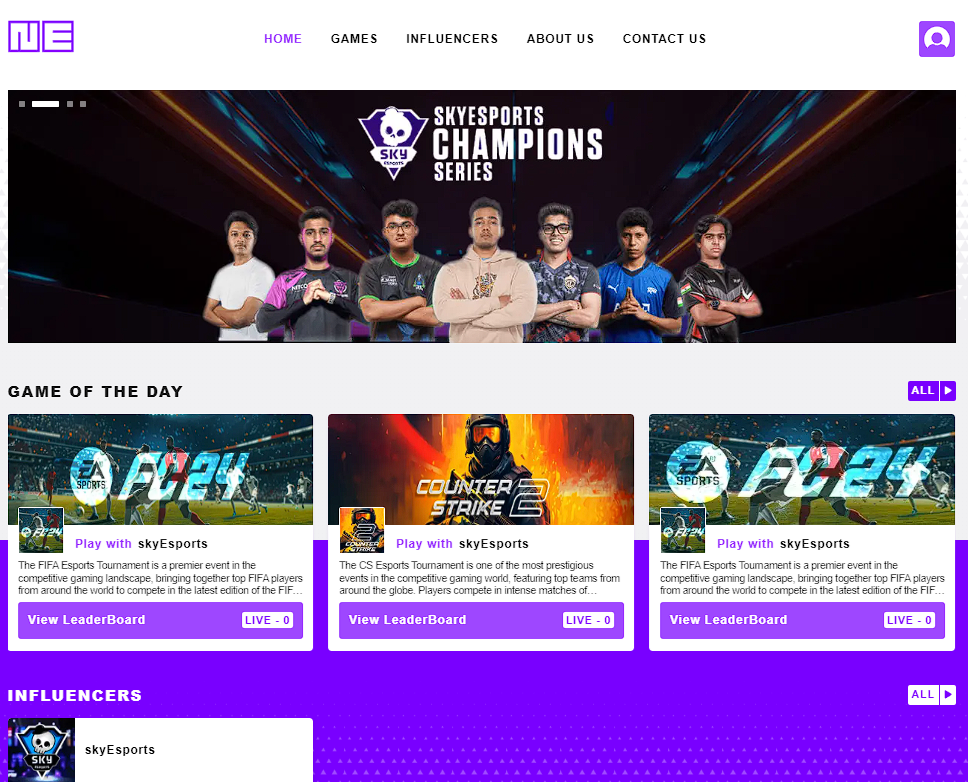 NE
HOME GAMES INFLUENCERS ABOUT US CONTACT US
SKYESPORTS
CHAMPIONS
SERIES
SKY
ESPORTS
GAME OF THE DAY
ALL
EA
SPORTS
FC24
COUNTER
STRIKE 2
EA
SPORTS
FC24
FC24
Play with skyEsports
COUNTER
STRIKE
2
Play with skyEsports
FC24
Play with skyEsports
The FIFA Esports Tournament is a premier event in the
competitive gaming landscape, bringing together top FIFA players
from around the world to compete in the latest edition of the FIF…
The CS Esports Tournament is one of the most prestigious
events in the competitive gaming world, featuring top teams from
around the globe. Players compete in intense matches of…
The FIFA Esports Tournament is a premier event in the
competitive gaming landscape, bringing together top FIFA players
from around the world to compete in the latest edition of the FIF…
View LeaderBoard LIVE - 0
View LeaderBoard LIVE - 0
View LeaderBoard LIVE - 0
INFLUENCERS
ALL
SKY
ESPORTS
skyEsports